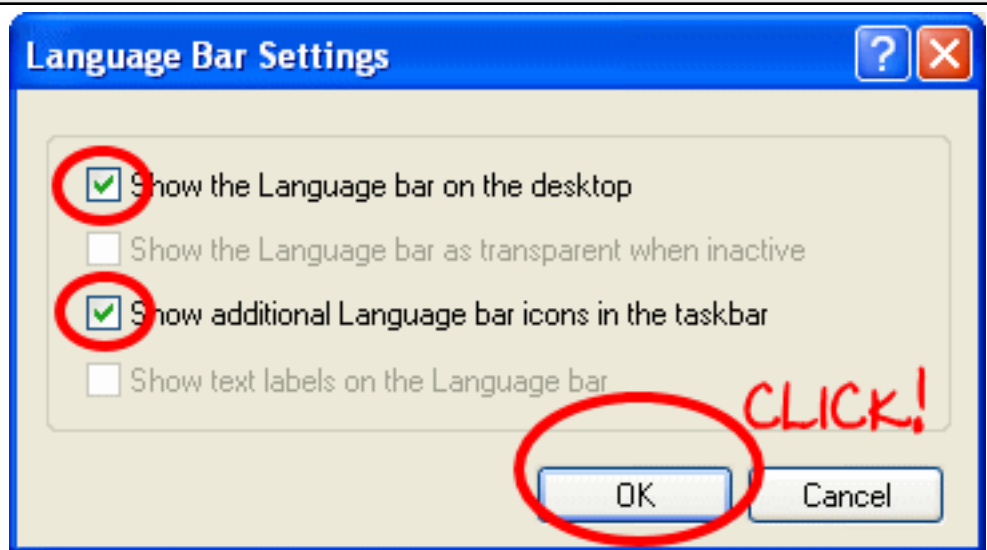 Language Bar Settings
Show the Language bar on the desktop
Show the Language bar as transparent when inactive
Show additional Language bar icons in the taskbar
Show text labels on the Language bar
CLICK!
OK Cancel